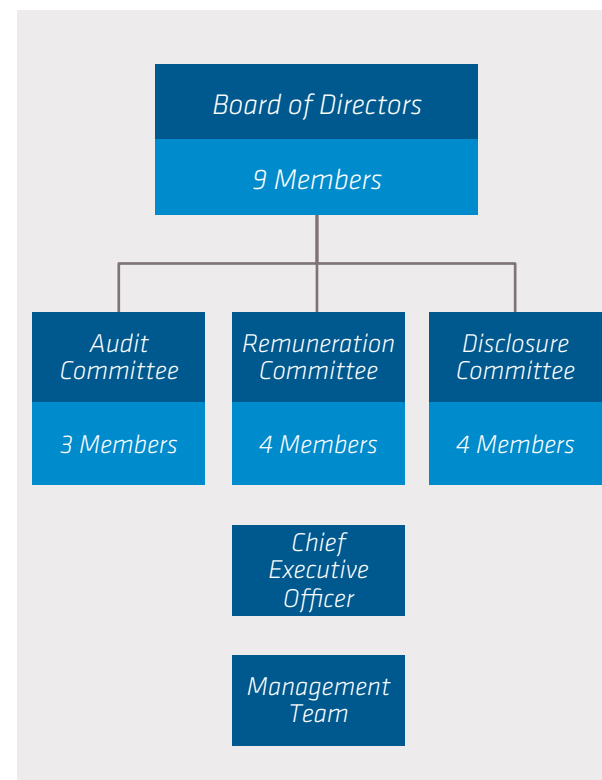 Board of Directors
9 Members
Audit
Committee
3 Members
Remuneration
Committee
4 Members
Disclosure
Committee
4 Members
Chief
Executive
Officer
Management
Team